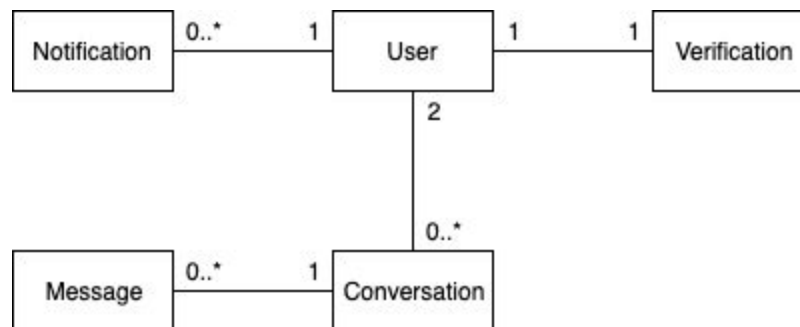 0..* 1 1 1
Notification User Verification
2
0..*
0..* 1
Message Conversation